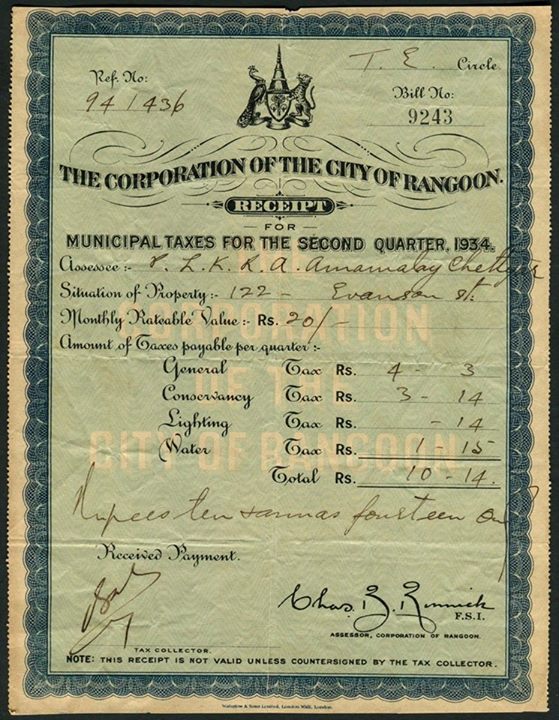 T. E. Circle
Ref. No:
94/436
Bill No:
9243
THE CORPORATION OF THE CITY OF RANGOON.
RECEIPT
FOR
MUNICIPAL TAXES FOR THE SECOND QUARTER, 1934.
Assessee :- P. L. K. K. A. Anamalay Chettyar
Situation of Property :- 122 - Evanson St.
Monthly Rateable Value :- Rs. 20/-
Amount of Taxes payable per quarter :-
General Tax Rs. 4 - 3
Conservancy Tax Rs. 3 - 14
Lighting Tax Rs. - 14
Water Tax Rs. 1 - 15
Total Rs. 10 - 14.
Rupees ten annas fourteen only
Received Payment.
Chas. Rennick
F.S.I.
ASSESSOR, CORPORATION OF RANGOON.
TAX COLLECTOR.
NOTE: THIS RECEIPT IS NOT VALID UNLESS COUNTERSIGNED BY THE TAX COLLECTOR.
Waterlow & Sons Limited, London Wall, London.
THE
CORPORATION
OF THE
CITY OF RANGOON